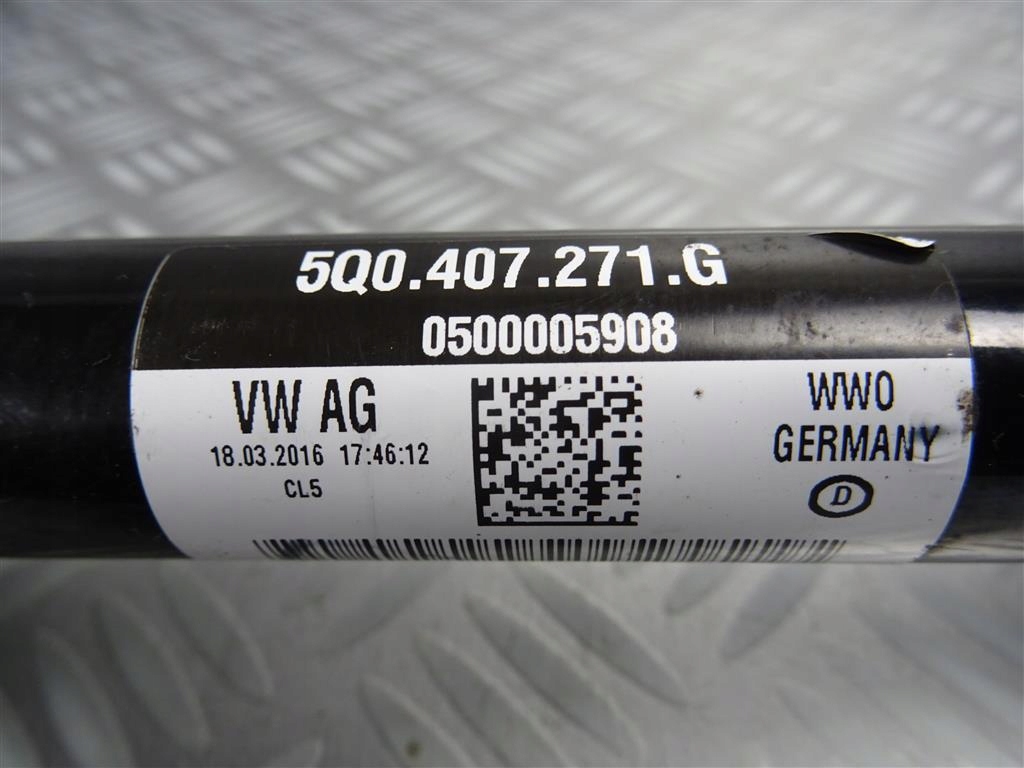 5Q0.407.271.G
0500005908
VW AG
18.03.2016 17:46:12
CL5
WWO
GERMANY
D